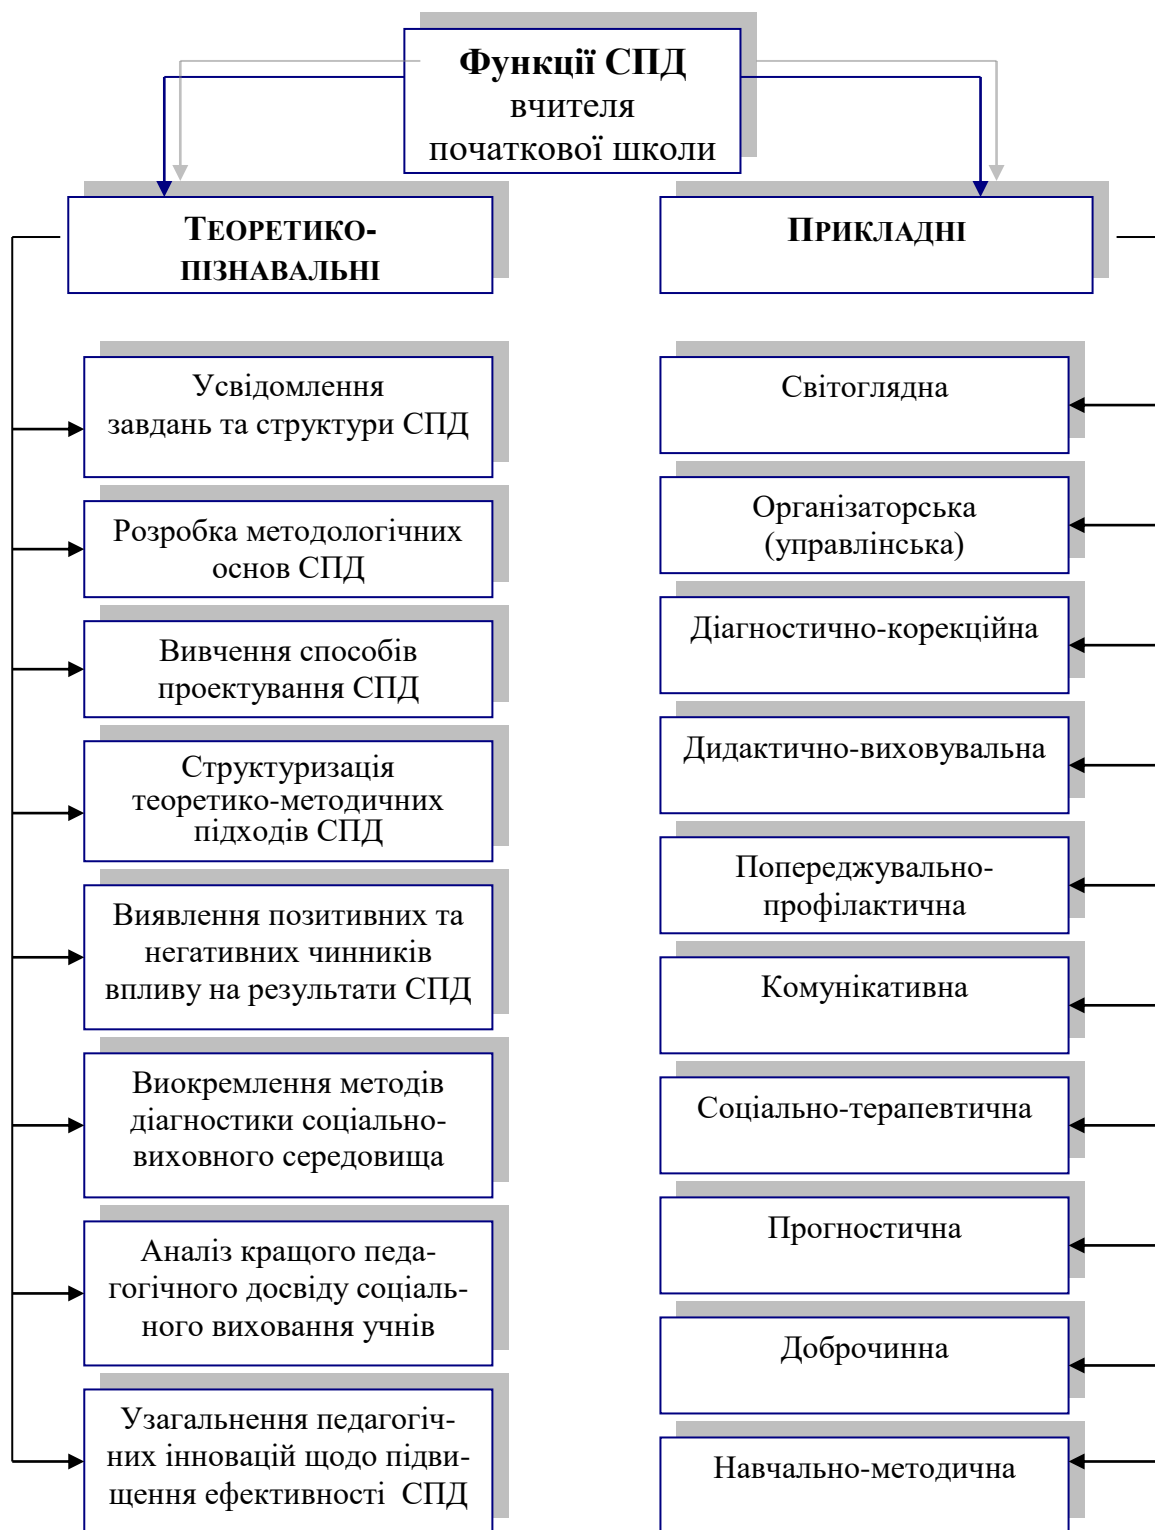 Функції СПД
вчителя
початкової школи
ТЕОРЕТИКО-
ПІЗНАВАЛЬНІ
Усвідомлення
завдань та структури СПД
Розробка методологічних
основ СПД
Вивчення способів
проектування СПД
Структуризація
теоретико-методичних
підходів СПД
Виявлення позитивних та
негативних чинників
впливу на результати СПД
Виокремлення методів
діагностики соціально-
виховного середовища
Аналіз кращого педа-
гогічного досвіду соціаль-
ного виховання учнів
Узагальнення педагогіч-
них інновацій щодо підви-
щення ефективності СПД
ПРИКЛАДНІ
Світоглядна
Організаторська
(управлінська)
Діагностично-корекційна
Дидактично-виховувальна
Попереджувально-
профілактична
Комунікативна
Соціально-терапевтична
Прогностична
Доброчинна
Навчально-методична